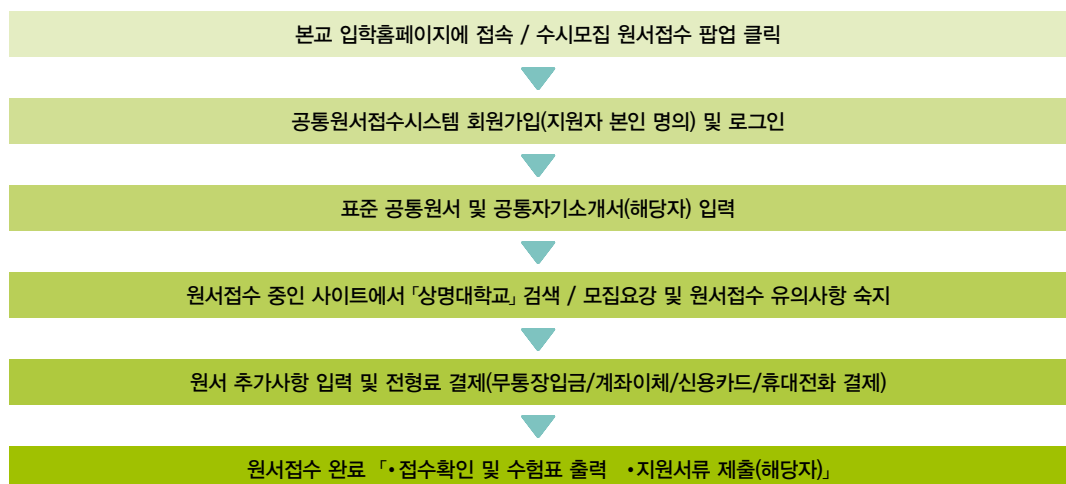 본교 입학홈페이지에 접속 / 수시모집 원서접수 팝업 클릭
공통원서접수시스템 회원가입(지원자 본인 명의) 및 로그인
표준 공통원서 및 공통자기소개서(해당자) 입력
원서접수 중인 사이트에서 「상명대학교」 검색 / 모집요강 및 원서접수 유의사항 숙지
원서 추가사항 입력 및 전형료 결제(무통장입금/계좌이체/신용카드/휴대전화 결제)
원서접수 완료 「•접수확인 및 수험표 출력 •지원서류 제출(해당자)」